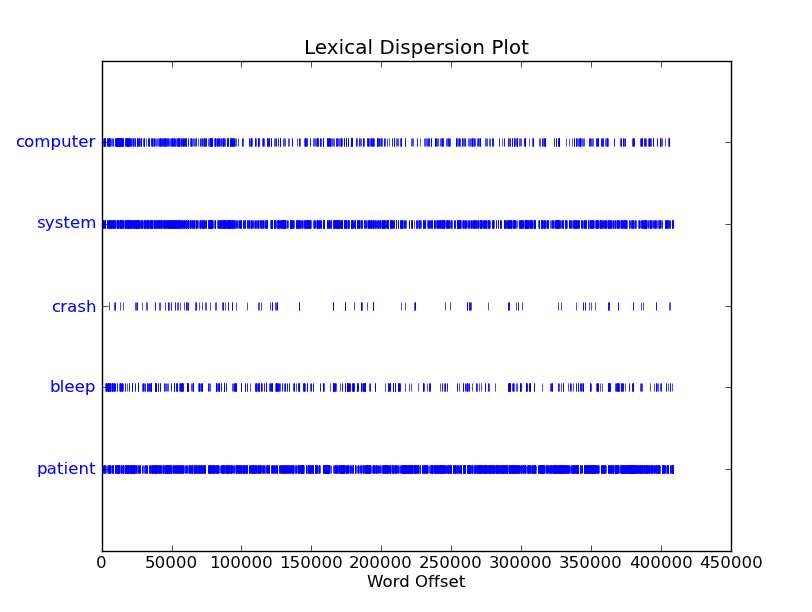 Lexical Dispersion Plot
computer
system
crash
bleep
patient
0 50000 100000 150000 200000 250000 300000 350000 400000 450000
Word Offset